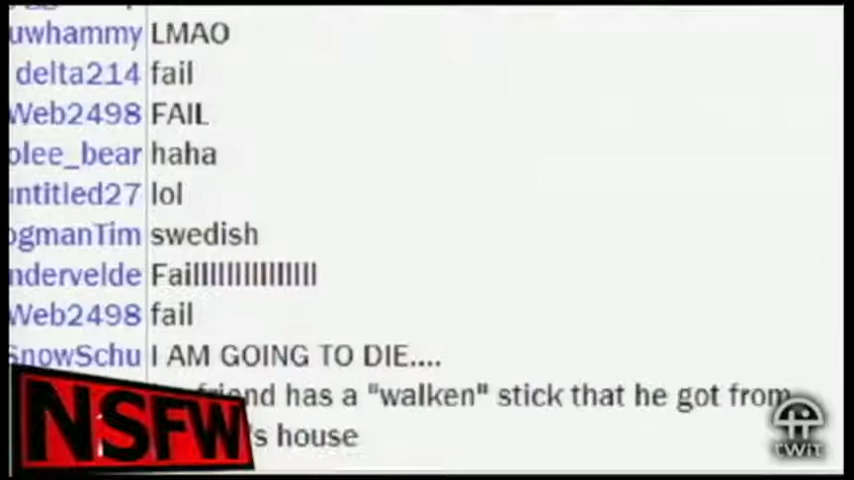 uwhammy LMAO
delta214 fail
Web2498 FAIL
olee_bear haha
untitled27 lol
ogmanTim swedish
ndervelde Failllllllllllllll
Web2498 fail
SnowSchu I AM GOING TO DIE....
friend has a "walken" stick that he got from
's house
NSFW
twit